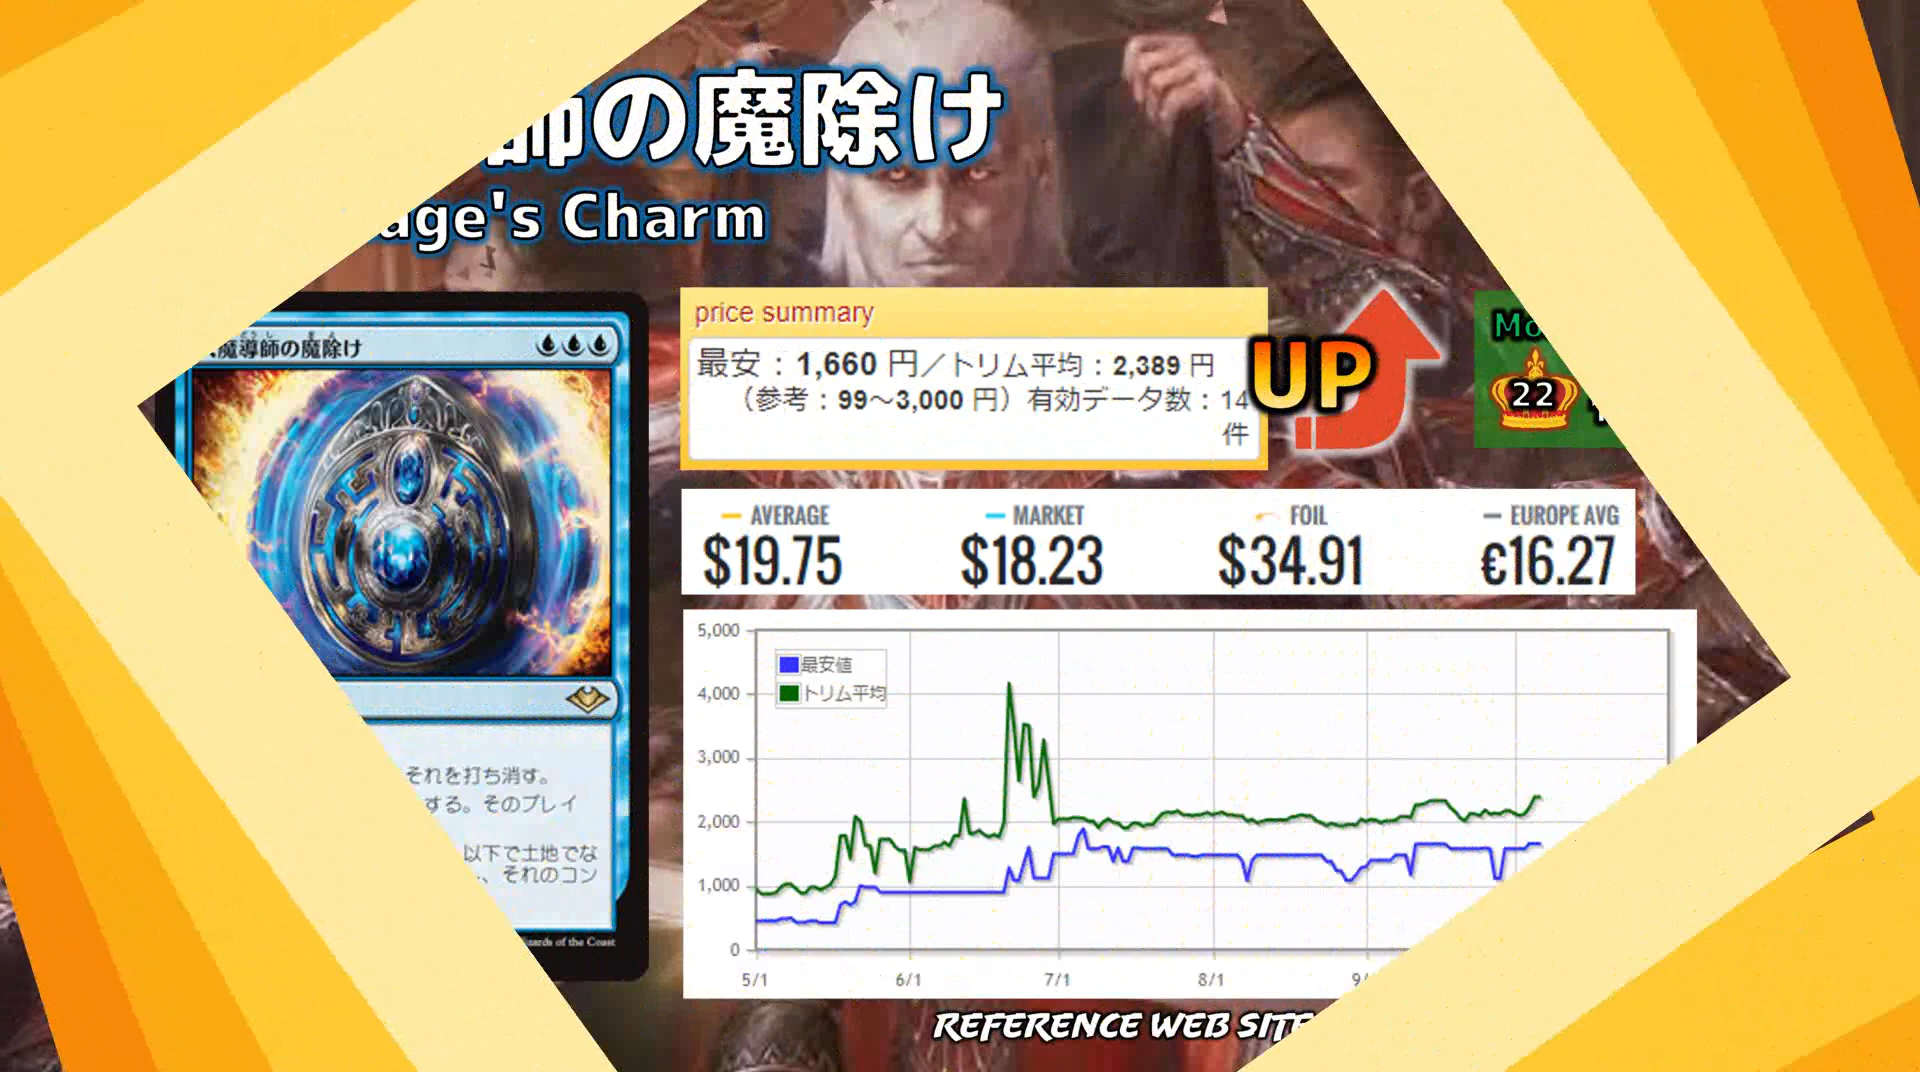 師の魔除け
age's Charm
魔導師の魔除け
それを打ち消す。
する。そのプレイ
以下で土地でな
、それのコン
Wizards of the Coast
price summary
最安：1,660 円／トリム平均：2,389 円
（参考：99～3,000 円）有効データ数：14
件
UP
Mo
22
AVERAGE MARKET FOIL EUROPE AVG
$19.75 $18.23 $34.91 €16.27
最安値
トリム平均
5,000
4,000
3,000
2,000
1,000
0
5/1 6/1 7/1 8/1 9/
REFERENCE WEB SITE